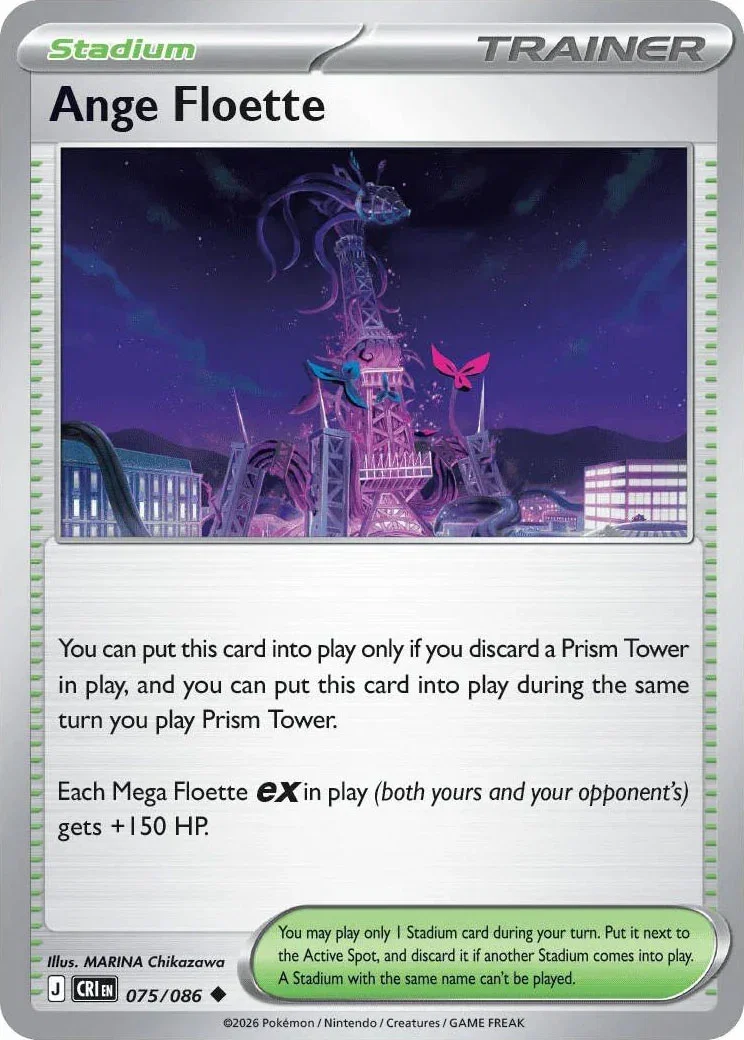 Stadium
TRAINER
Ange Floette
You can put this card into play only if you discard a Prism Tower
in play, and you can put this card into play during the same
turn you play Prism Tower.
Each Mega Floette ex in play (both yours and your opponent's)
gets +150 HP.
You may play only 1 Stadium card during your turn. Put it next to
the Active Spot, and discard it if another Stadium comes into play.
A Stadium with the same name can't be played.
Illus. MARINA Chikazawa
J CRI EN 075/086
©2026 Pokémon / Nintendo / Creatures / GAME FREAK